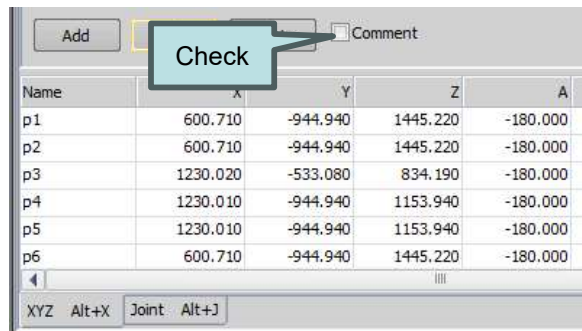 Add Comment
Check
Name X Y Z A
p1 600.710 -944.940 1445.220 -180.000
p2 600.710 -944.940 1445.220 -180.000
p3 1230.020 -533.080 834.190 -180.000
p4 1230.010 -944.940 1153.940 -180.000
p5 1230.010 -944.940 1153.940 -180.000
p6 600.710 -944.940 1445.220 -180.000
XYZ Alt+X Joint Alt+J